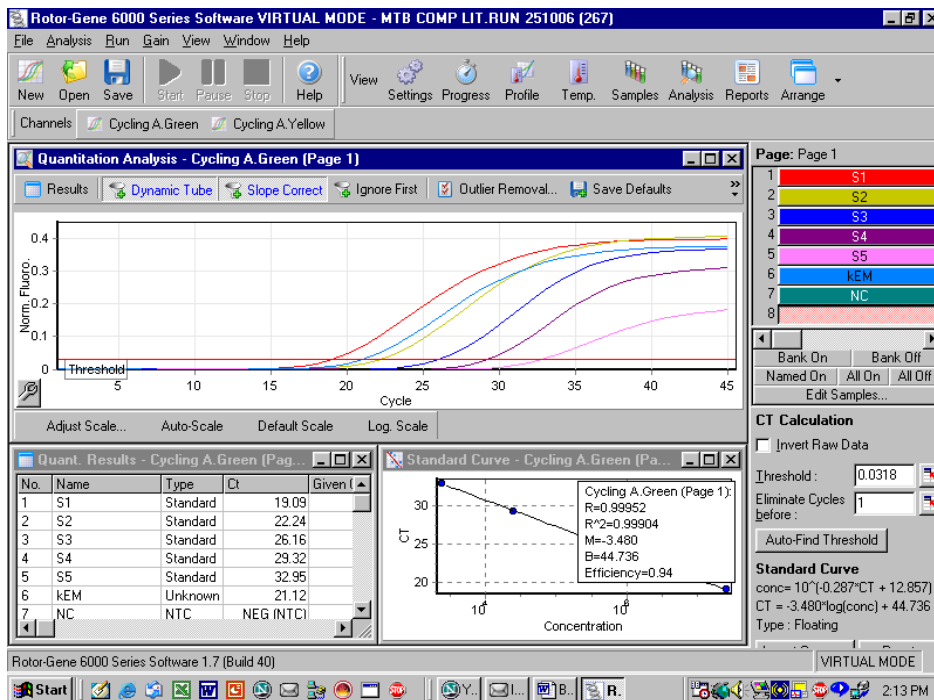 Rotor-Gene 6000 Series Software VIRTUAL MODE - MTB COMP LIT.RUN 251006 (267)
File Analysis Run Gain View Window Help
New Open Save Start Pause Stop Help View Settings Progress Profile Temp. Samples Analysis Reports Arrange
Channels Cycling A.Green Cycling A.Yellow
Quantitation Analysis - Cycling A.Green (Page 1)
Results Dynamic Tube Slope Correct Ignore First Outlier Removal... Save Defaults
Norm. Fluoro.
0.4
0.3
0.2
0.1
0
Threshold
5 10 15 20 25 30 35 40 45
Cycle
Adjust Scale... Auto-Scale Default Scale Log. Scale
Page: Page 1
1 S1
2 S2
3 S3
4 S4
5 S5
6 kEM
7 NC
8
Bank On Bank Off
Named On All On All Off
Edit Samples...
CT Calculation
Invert Raw Data
Threshold : 0.0318
Eliminate Cycles before : 1
Auto-Find Threshold
Standard Curve
conc= 10^(-0.287*CT + 12.857)
CT = -3.480*log(conc) + 44.736
Type : Floating
Quant. Results - Cycling A.Green (Pag...
No. Name Type Ct Given (
1 S1 Standard 19.09
2 S2 Standard 22.24
3 S3 Standard 26.16
4 S4 Standard 29.32
5 S5 Standard 32.95
6 kEM Unknown 21.12
7 NC NTC NEG (NTC)
Standard Curve - Cycling A.Green (Pa...
CT
30
25
20
Cycling A.Green (Page 1):
R=0.99952
R^2=0.99904
M=-3.480
B=44.736
Efficiency=0.94
Concentration
Rotor-Gene 6000 Series Software 1.7 (Build 40) VIRTUAL MODE
Start Y... I... B... R. 2:13 PM